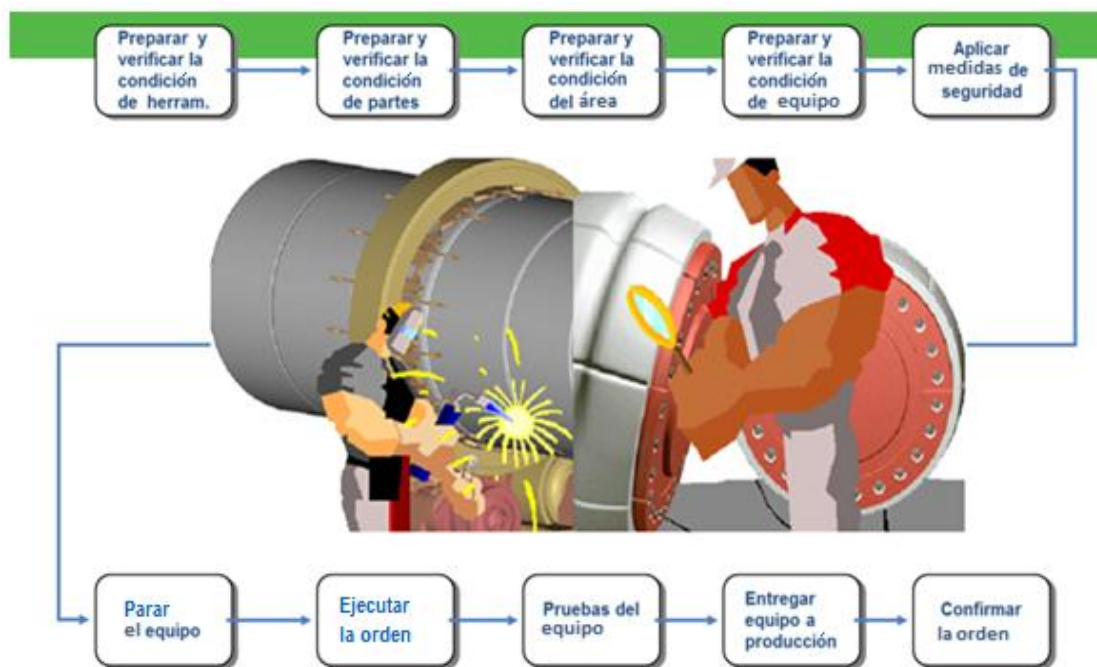 Preparar y
verificar la
condición
de herram.
Preparar y
verificar la
condición
de partes
Preparar y
verificar la
condición
del área
Preparar y
verificar la
condición
de equipo
Aplicar
medidas de
seguridad
Parar
el equipo
Ejecutar
la orden
Pruebas del
equipo
Entregar
equipo a
producción
Confirmar
la orden